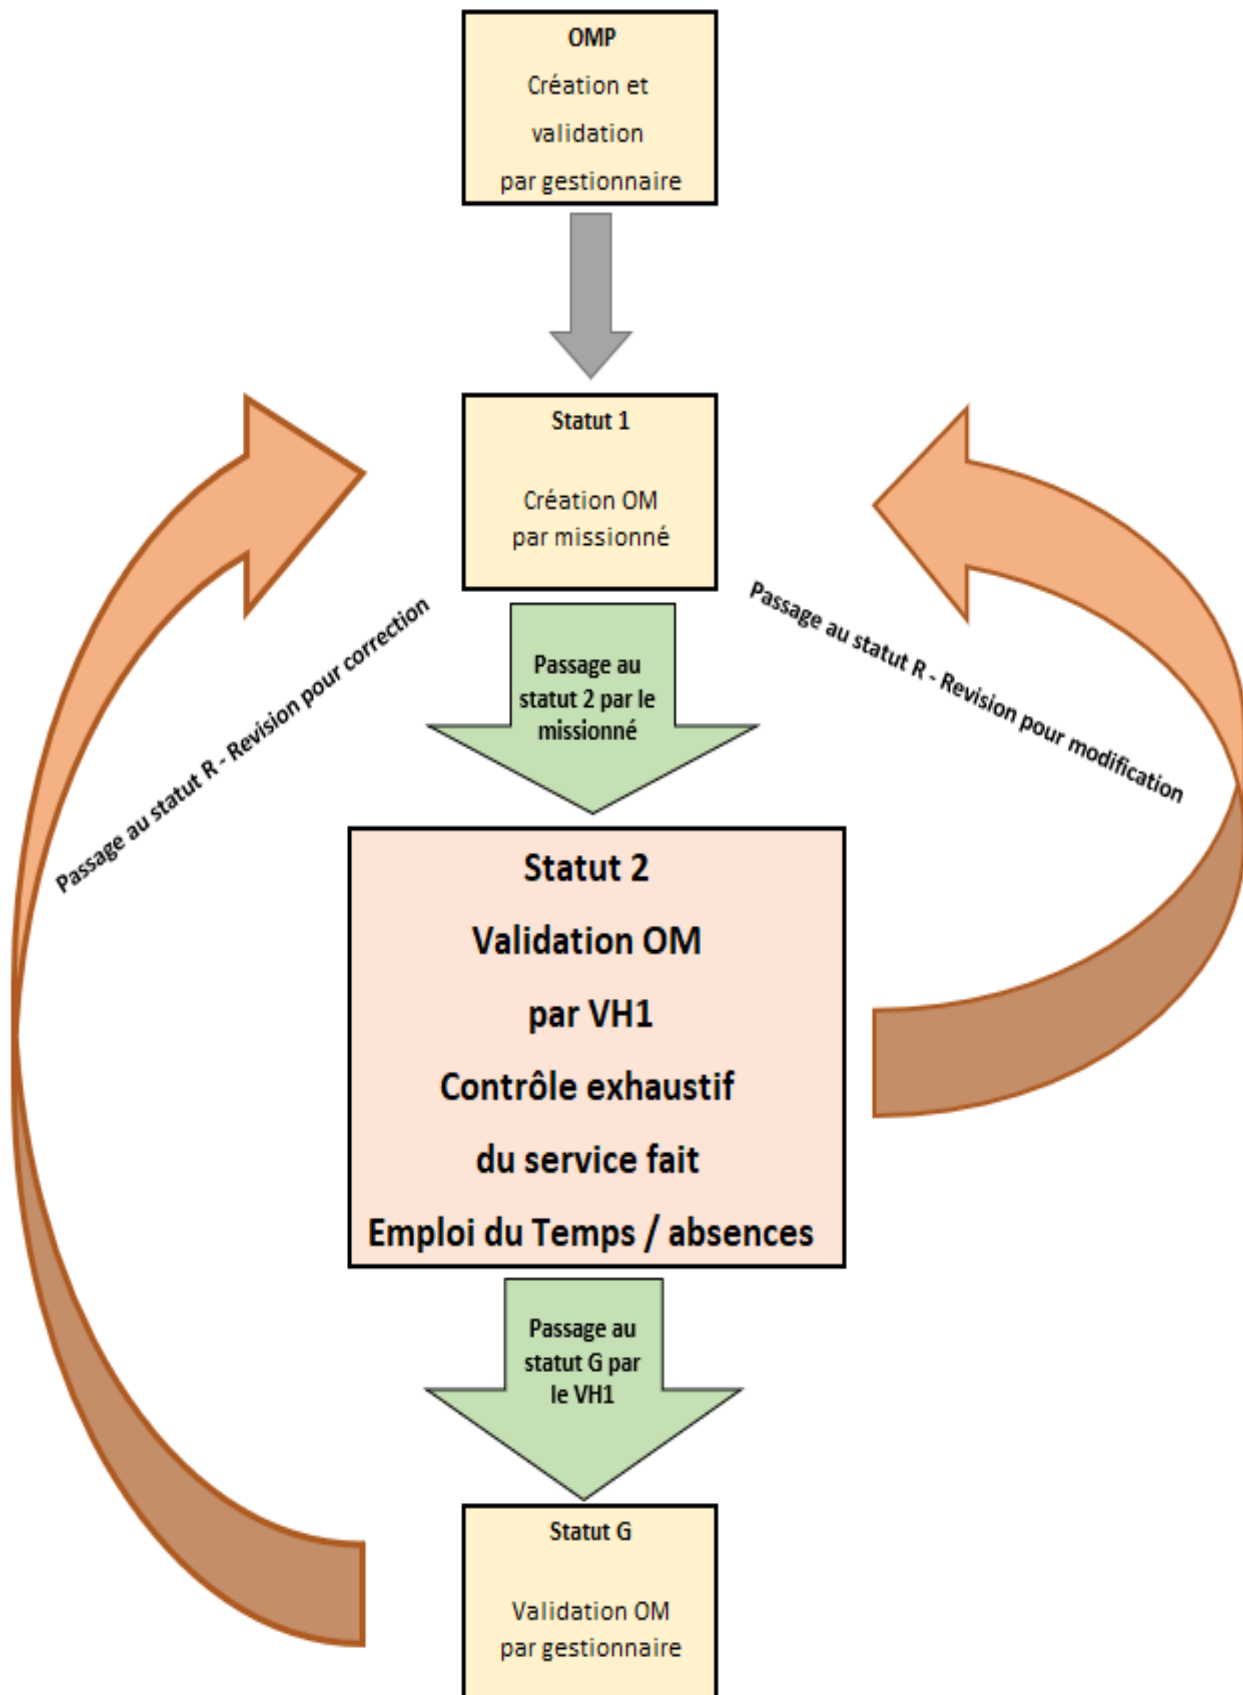 OMP
Création et
validation
par gestionnaire
Statut 1
Création OM
par missionné
Passage au statut R - Revision pour correction
Passage au statut R - Revision pour modification
Passage au
statut 2 par le
missionné
Statut 2
Validation OM
par VH1
Contrôle exhaustif
du service fait
Emploi du Temps / absences
Passage au
statut G par
le VH1
Statut G
Validation OM
par gestionnaire